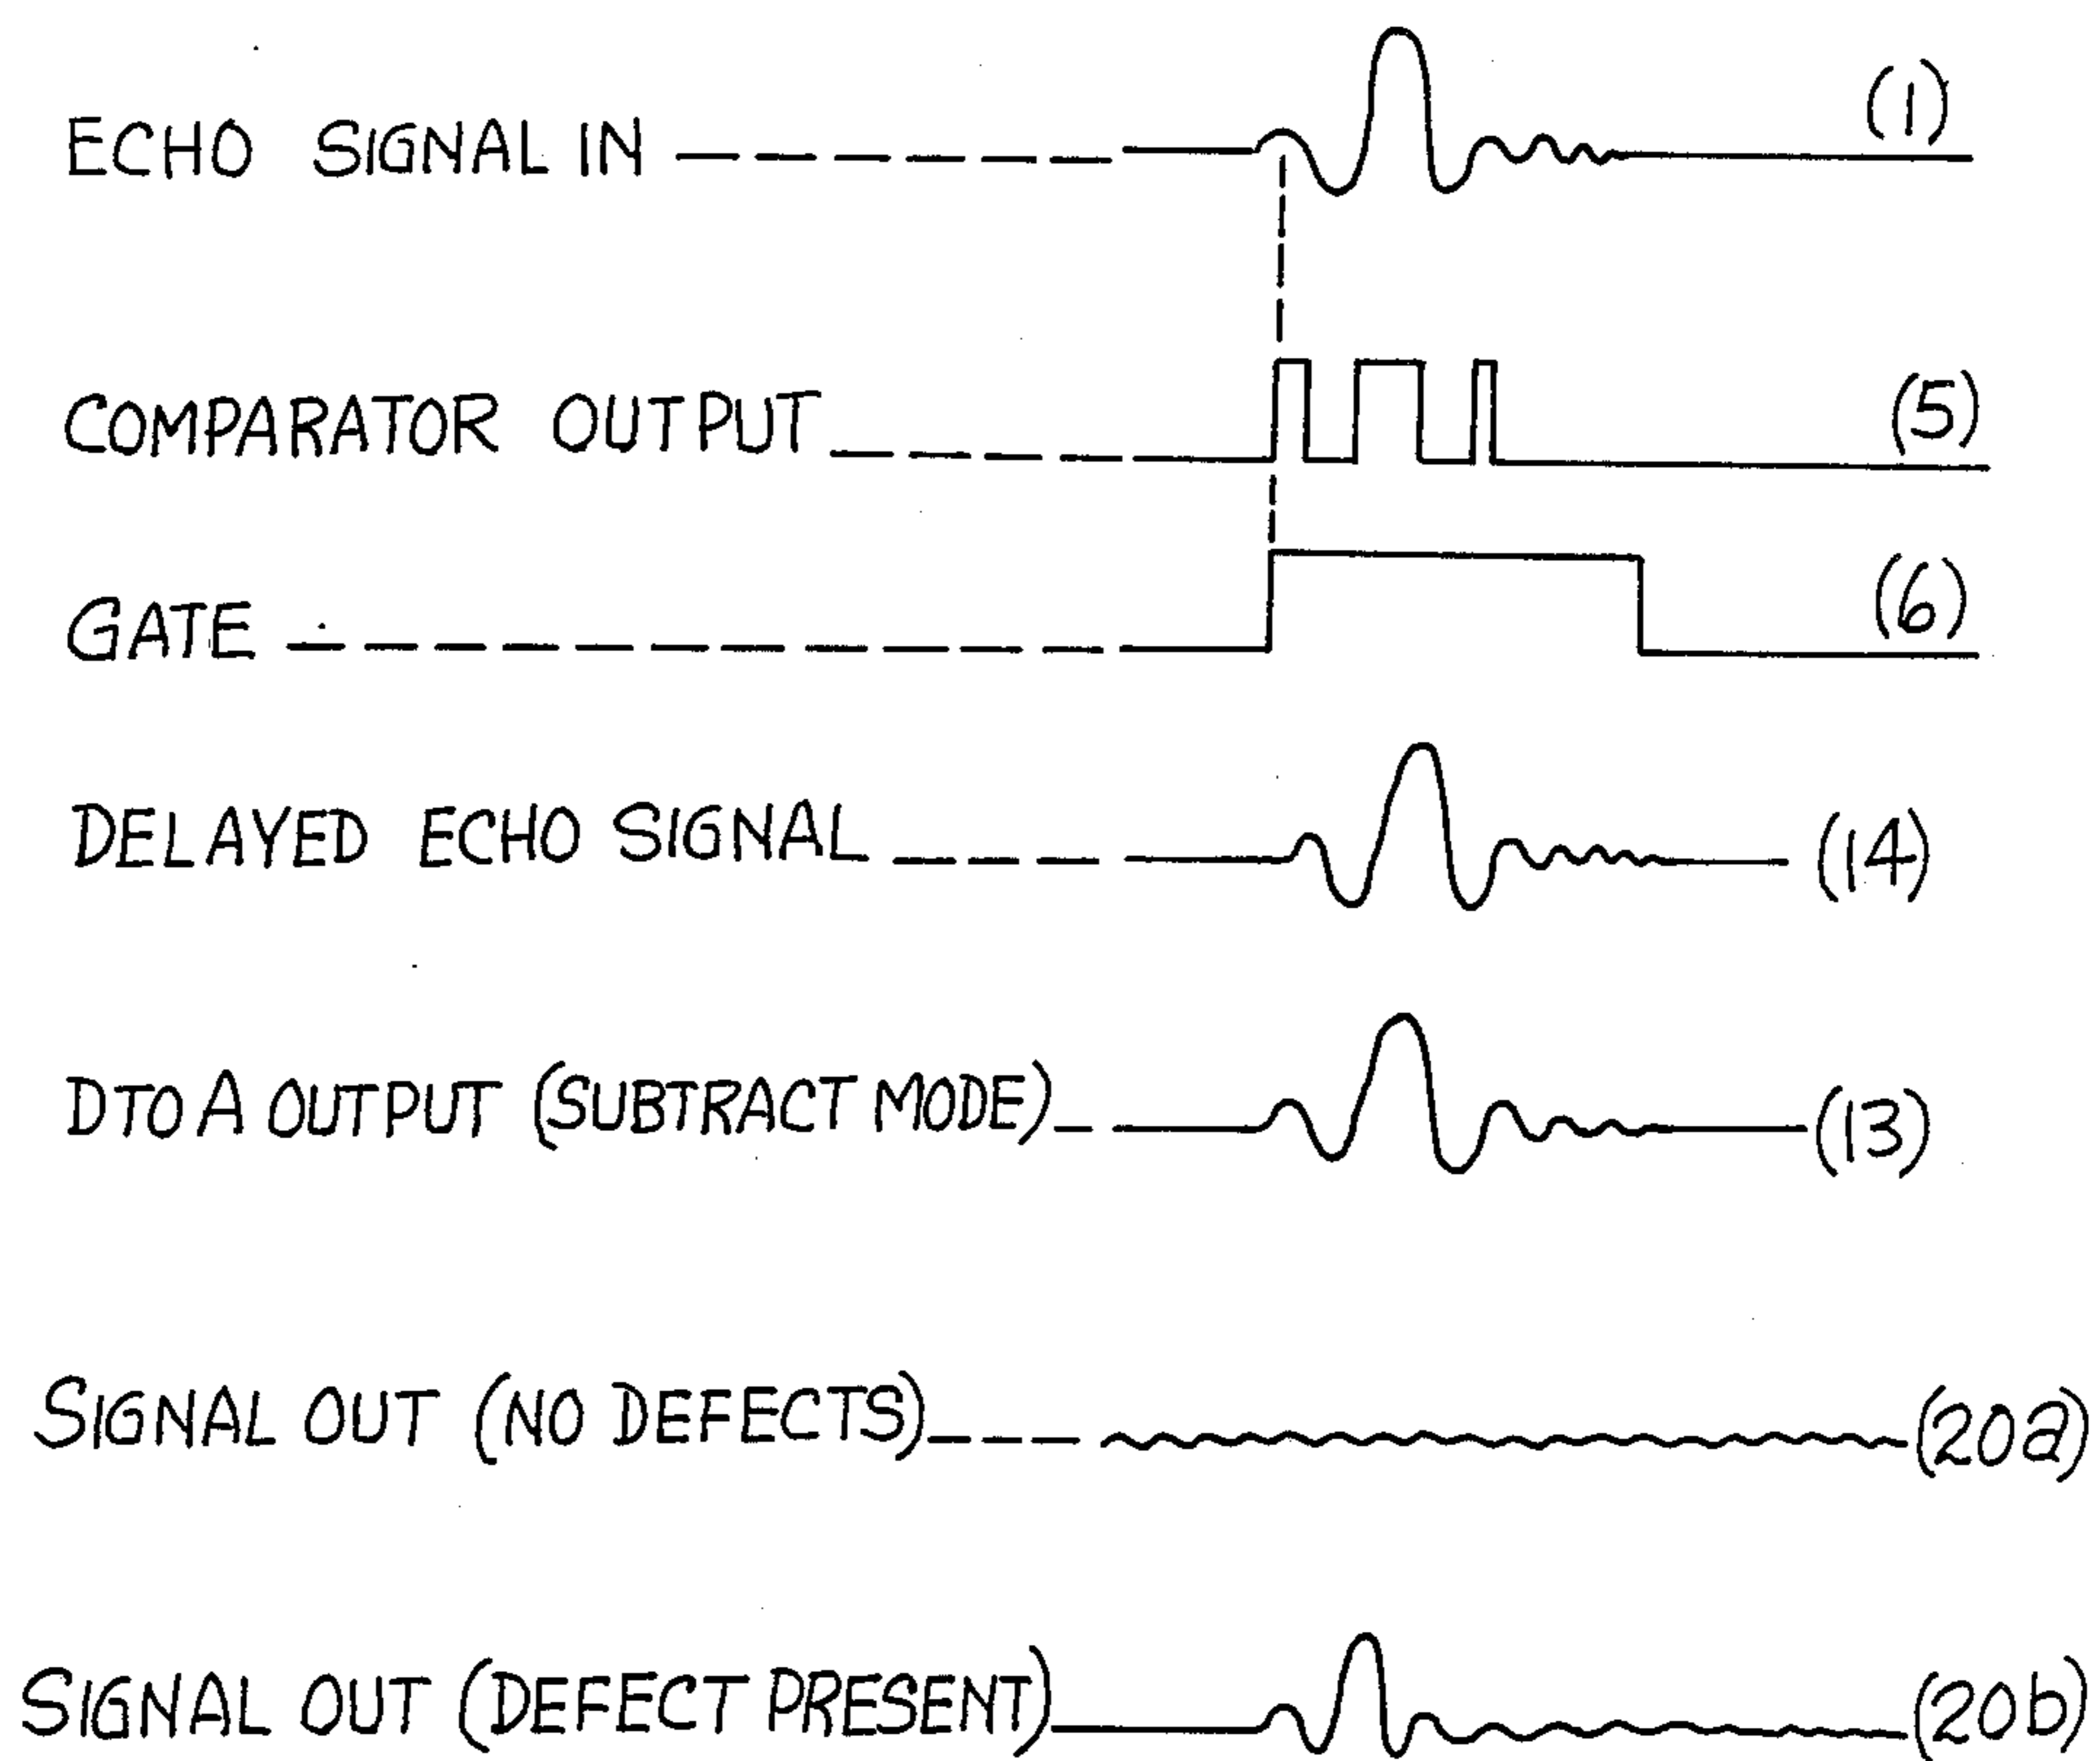 ECHO SIGNAL IN (1)
COMPARATOR OUTPUT (5)
GATE (6)
DELAYED ECHO SIGNAL (14)
D TO A OUTPUT (SUBTRACT MODE) (13)
SIGNAL OUT (NO DEFECTS) (20a)
SIGNAL OUT (DEFECT PRESENT) (20b)